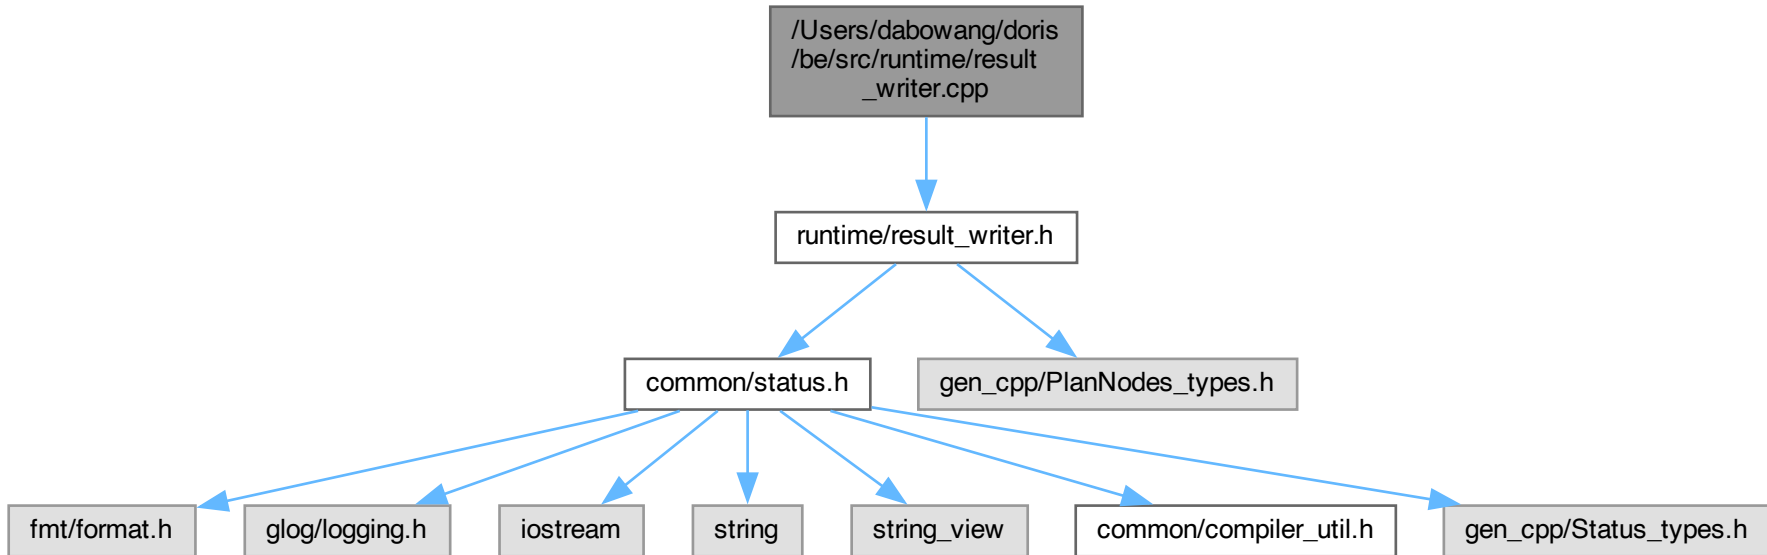 /Users/dabowang/doris
/be/src/runtime/result
_writer.cpp
runtime/result_writer.h
common/status.h
gen_cpp/PlanNodes_types.h
fmt/format.h
glog/logging.h
iostream
string
string_view
common/compiler_util.h
gen_cpp/Status_types.h